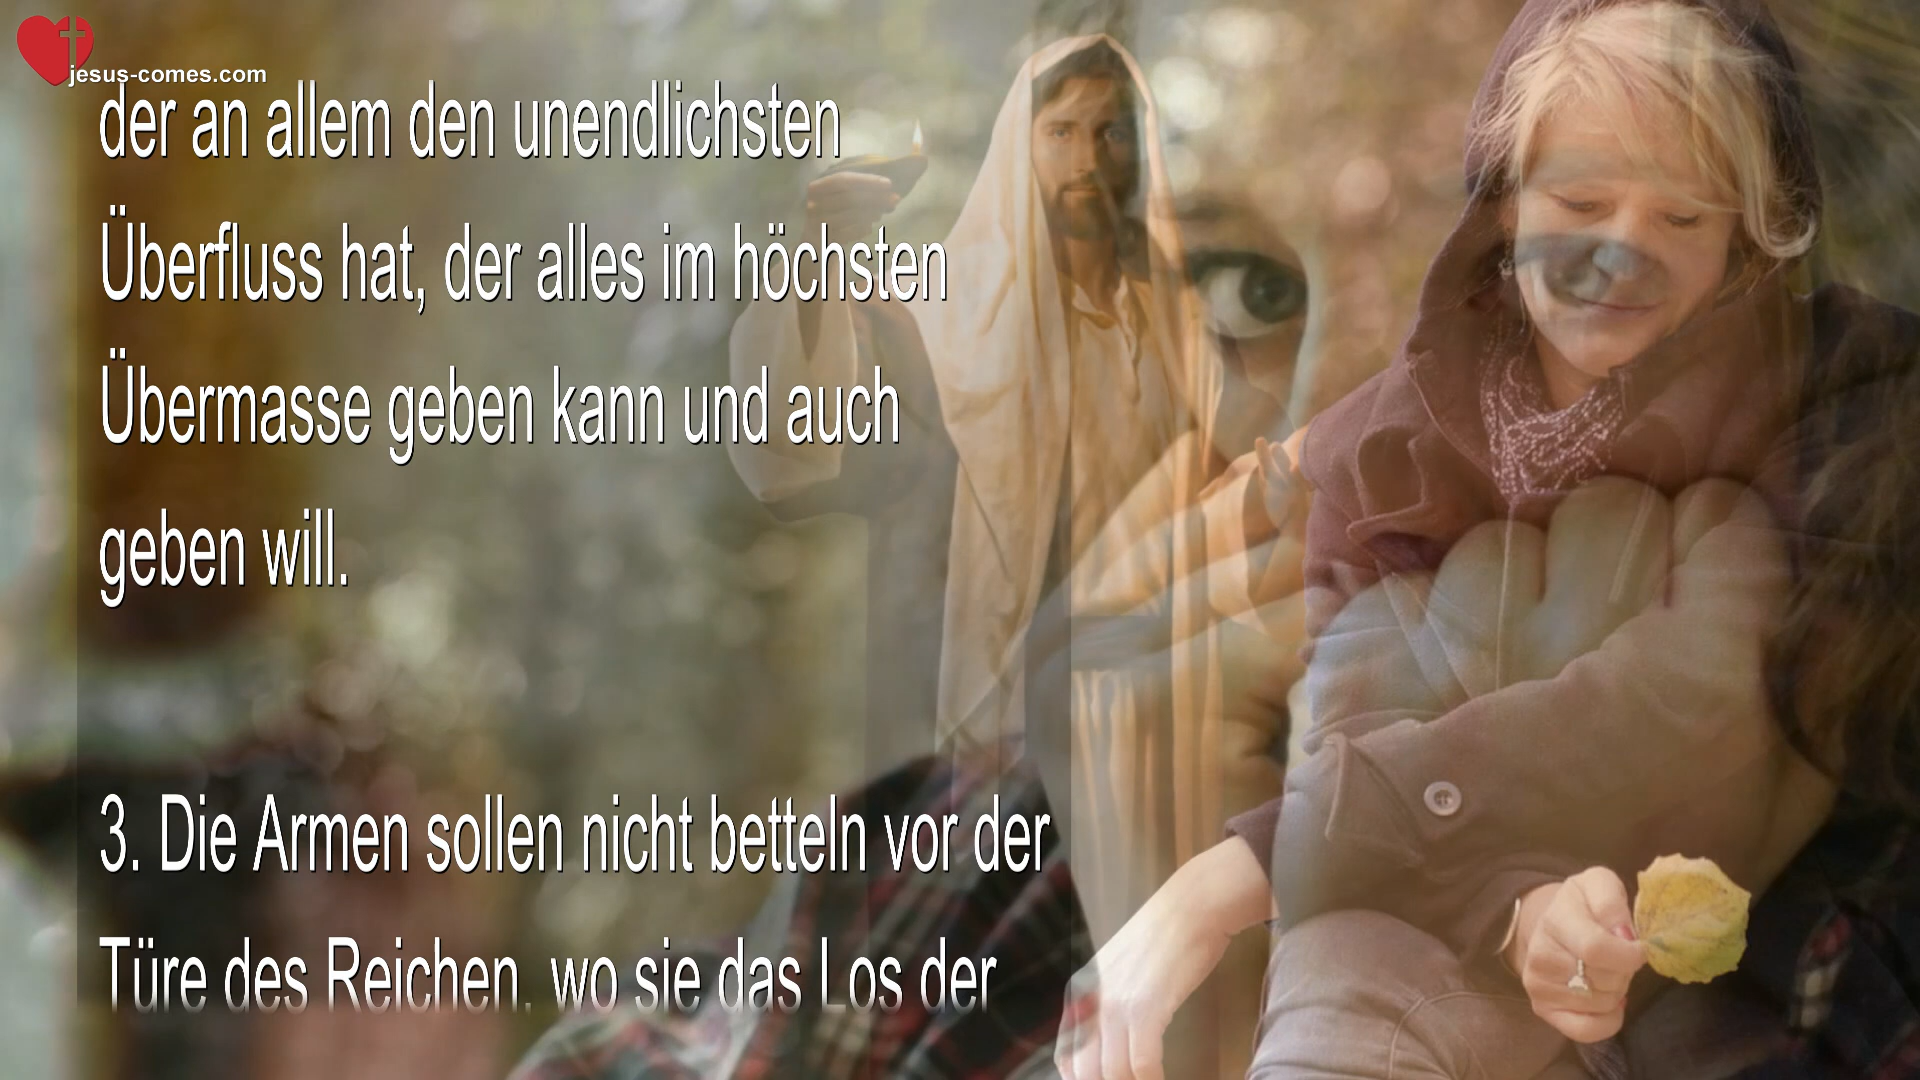 jesus-comes.com
der an allem den unendlichsten
Überfluss hat, der alles im höchsten
Übermasse geben kann und auch
geben will.
3. Die Armen sollen nicht betteln vor der
Türe des Reichen, wo sie das Los der